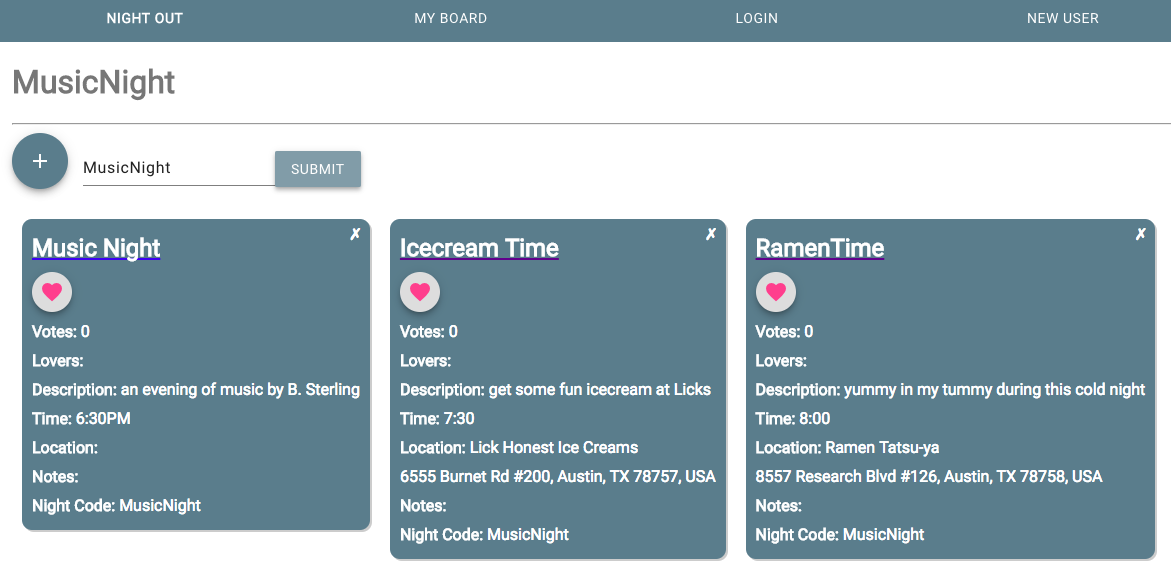 NIGHT OUT MY BOARD LOGIN NEW USER
MusicNight
+ MusicNight SUBMIT
✗
Music Night
Votes: 0
Lovers:
Description: an evening of music by B. Sterling
Time: 6:30PM
Location:
Notes:
Night Code: MusicNight
✗
Icecream Time
Votes: 0
Lovers:
Description: get some fun icecream at Licks
Time: 7:30
Location: Lick Honest Ice Creams
6555 Burnet Rd #200, Austin, TX 78757, USA
Notes:
Night Code: MusicNight
✗
RamenTime
Votes: 0
Lovers:
Description: yummy in my tummy during this cold night
Time: 8:00
Location: Ramen Tatsu-ya
8557 Research Blvd #126, Austin, TX 78758, USA
Notes:
Night Code: MusicNight